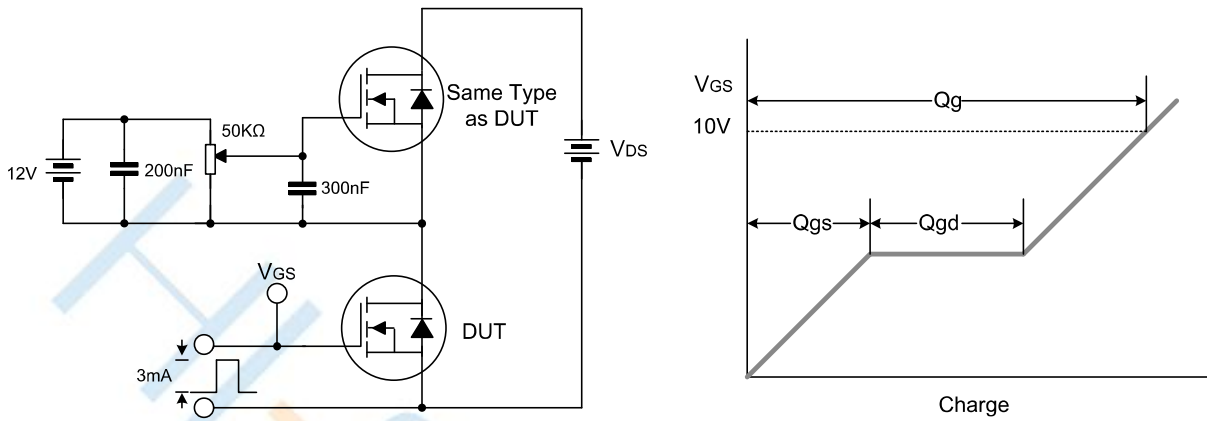 12V
200nF
50KΩ
300nF
Same Type
as DUT
VDS
VGS
DUT
3mA
VGS
10V
Qg
Qgs
Qgd
Charge